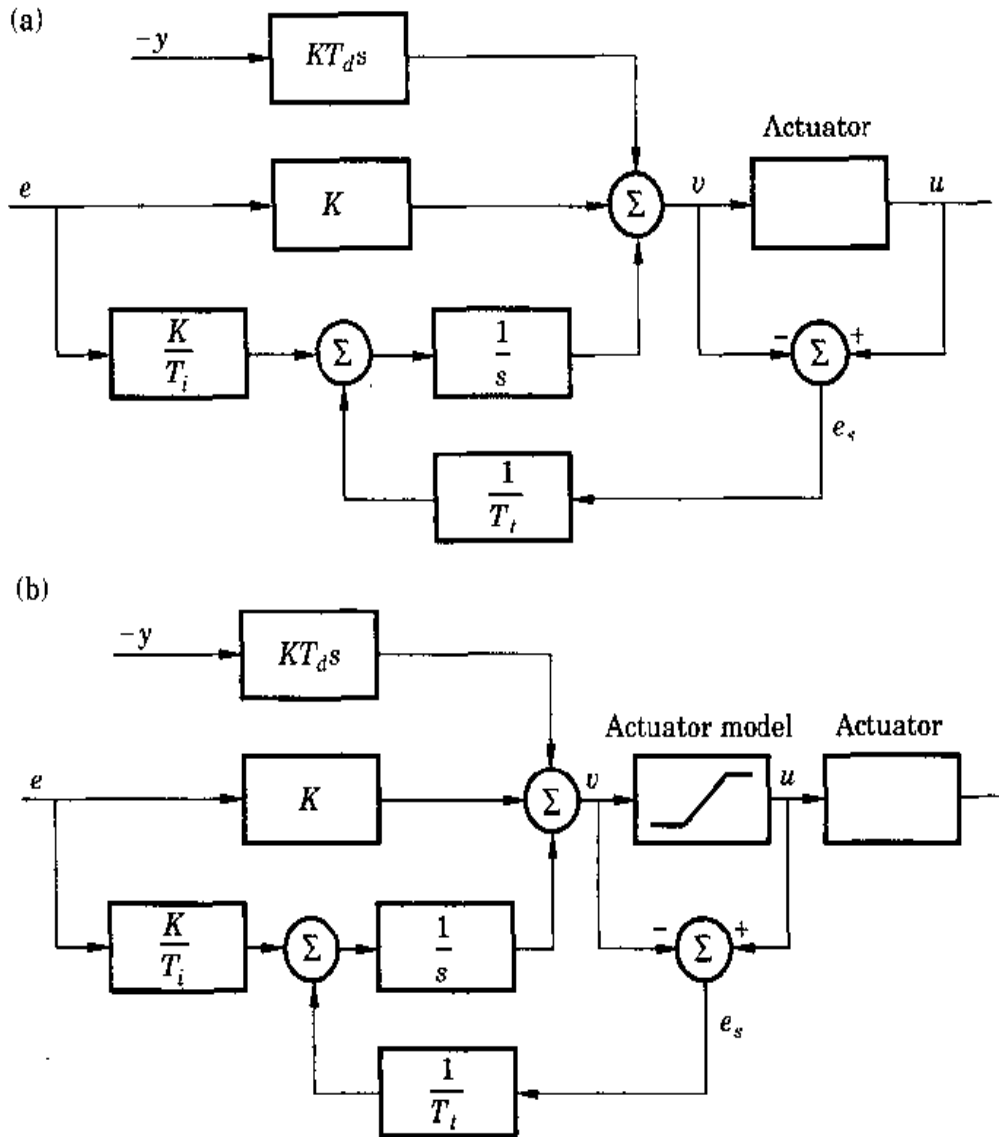 (a)
−y
KT_d s
Actuator
e
K
Σ
v
u
K/T_i
Σ
1/s
− Σ +
e_s
1/T_t
(b)
−y
KT_d s
Actuator model
Actuator
e
K
Σ
v
u
K/T_i
Σ
1/s
− Σ +
e_s
1/T_t